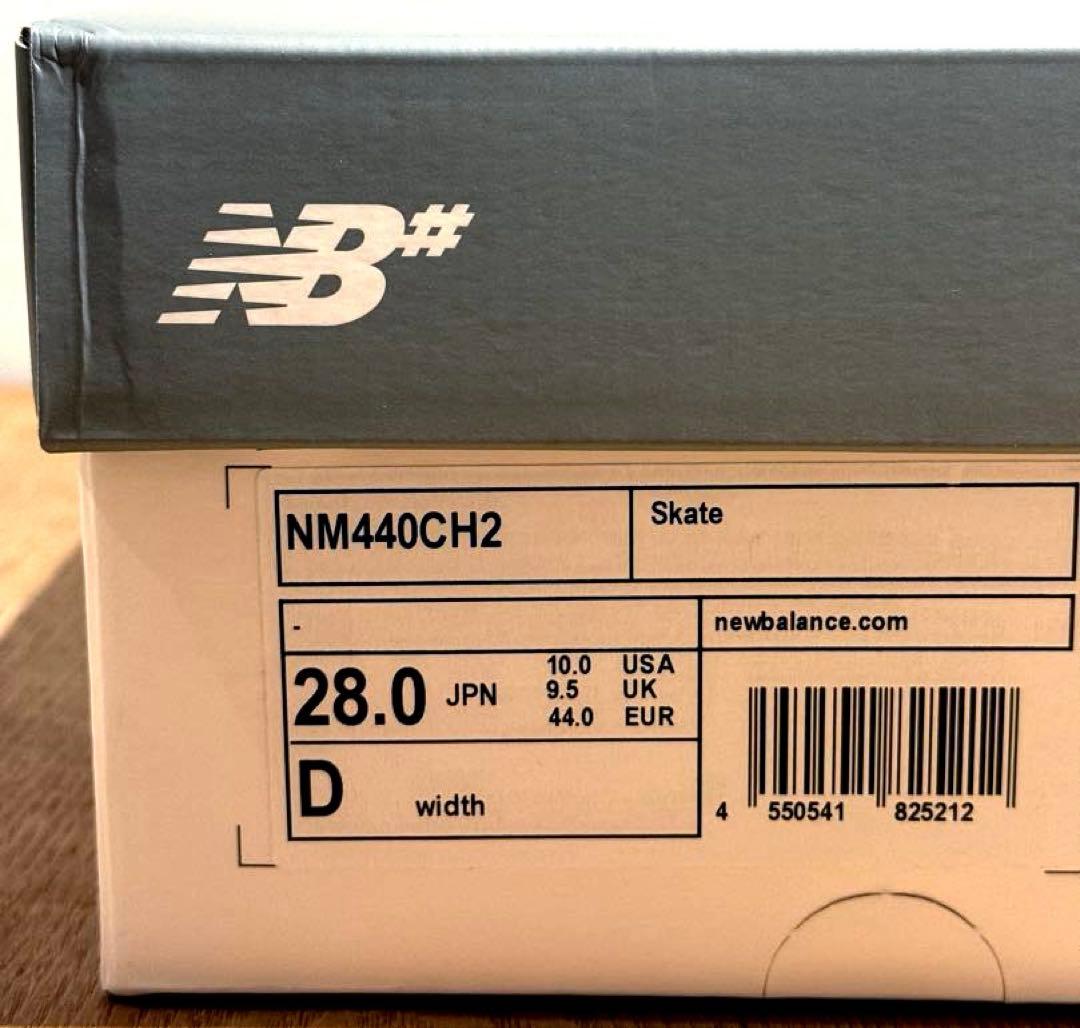 NB#
NM440CH2
Skate
-
newbalance.com
28.0 JPN
10.0 USA
9.5 UK
44.0 EUR
D width
4 550541 825212